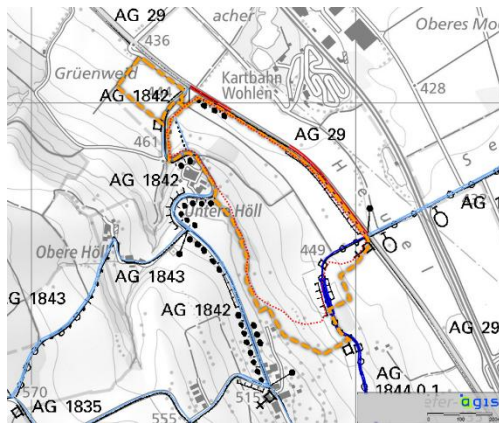 AG 29
436
acher
Oberes Mo
Grüenweid
Kartbahn
Wohlen
428
AG 1842
AG 29
461
AG 1842
Untere Höll
449
Obere Höll
AG 1843
G 1843
AG 1842
AG 29
AG
1844.0.1
570
AG 1835
555
515
agis